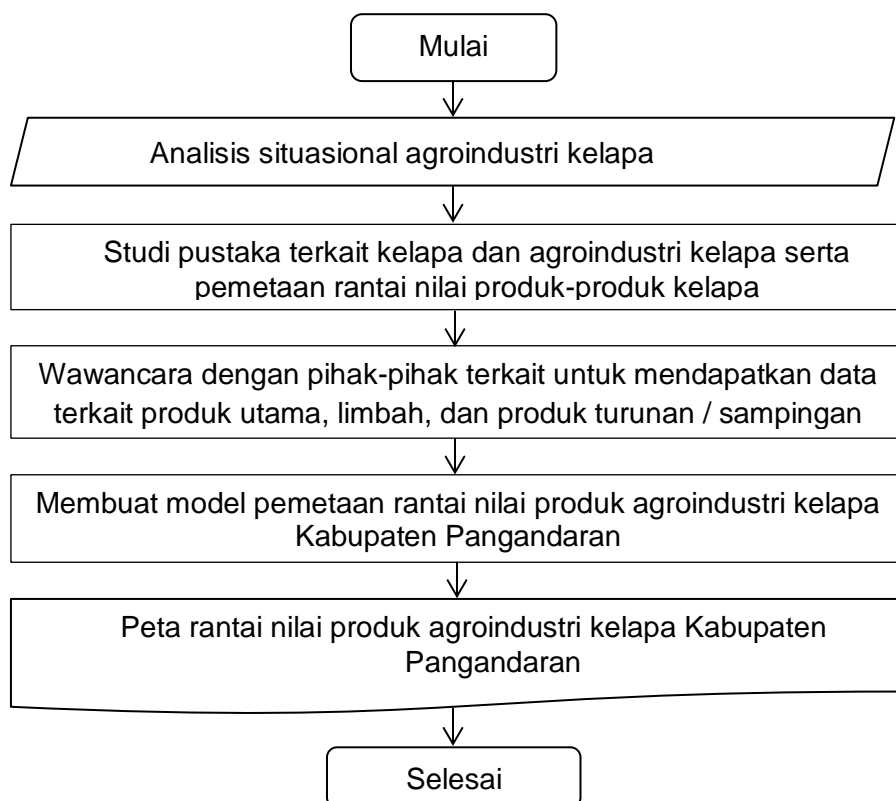 Mulai
Analisis situasional agroindustri kelapa
Studi pustaka terkait kelapa dan agroindustri kelapa serta
pemetaan rantai nilai produk-produk kelapa
Wawancara dengan pihak-pihak terkait untuk mendapatkan data
terkait produk utama, limbah, dan produk turunan / sampingan
Membuat model pemetaan rantai nilai produk agroindustri kelapa
Kabupaten Pangandaran
Peta rantai nilai produk agroindustri kelapa Kabupaten
Pangandaran
Selesai